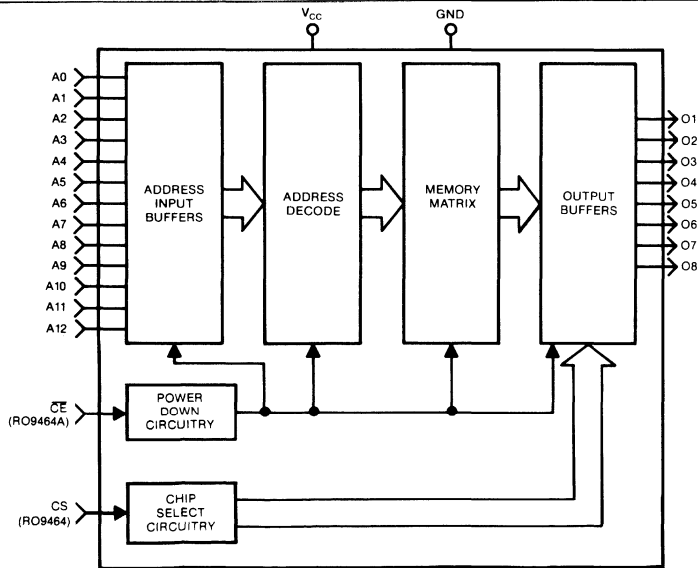 VCC
GND
A0
A1
A2
A3
A4
A5
A6
A7
A8
A9
A10
A11
A12
ADDRESS
INPUT
BUFFERS
ADDRESS
DECODE
MEMORY
MATRIX
OUTPUT
BUFFERS
O1
O2
O3
O4
O5
O6
O7
O8
CE
(RO9464A)
POWER
DOWN
CIRCUITRY
CS
(RO9464)
CHIP
SELECT
CIRCUITRY